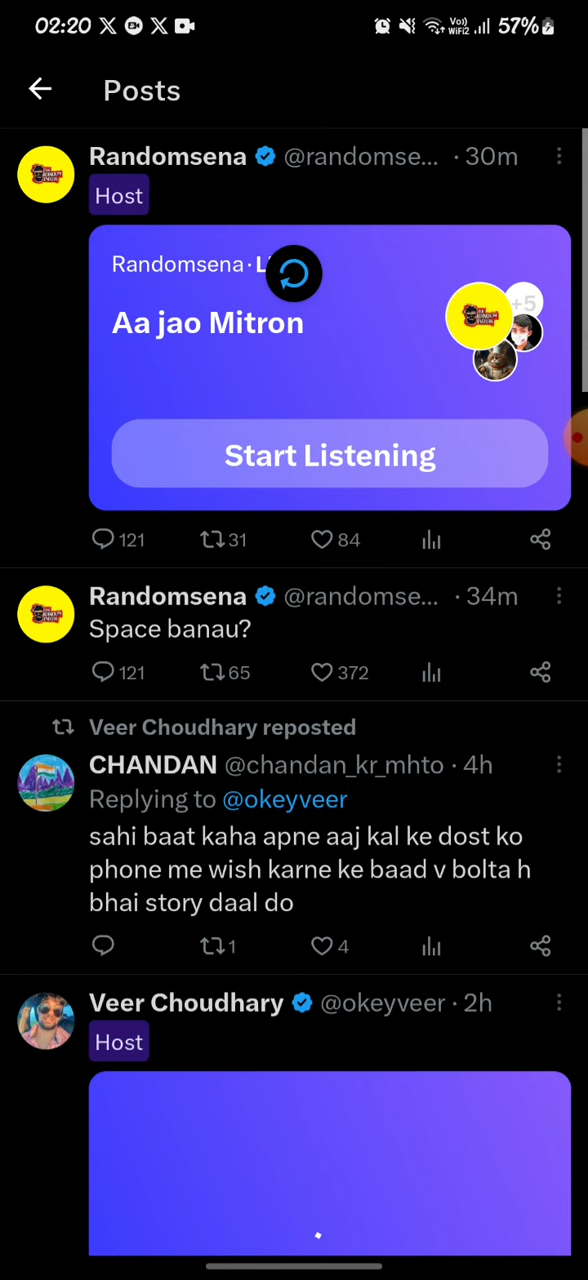 02:20 Vo)) WiFi2 57%
Posts
Randomsena @randomse... · 30m
Host
Randomsena ·
Aa jao Mitron
+5
Start Listening
121 31 84
Randomsena @randomse... · 34m
Space banau?
121 65 372
Veer Choudhary reposted
CHANDAN @chandan_kr_mhto · 4h
Replying to @okeyveer
sahi baat kaha apne aaj kal ke dost ko
phone me wish karne ke baad v bolta h
bhai story daal do
1 4
Veer Choudhary @okeyveer · 2h
Host